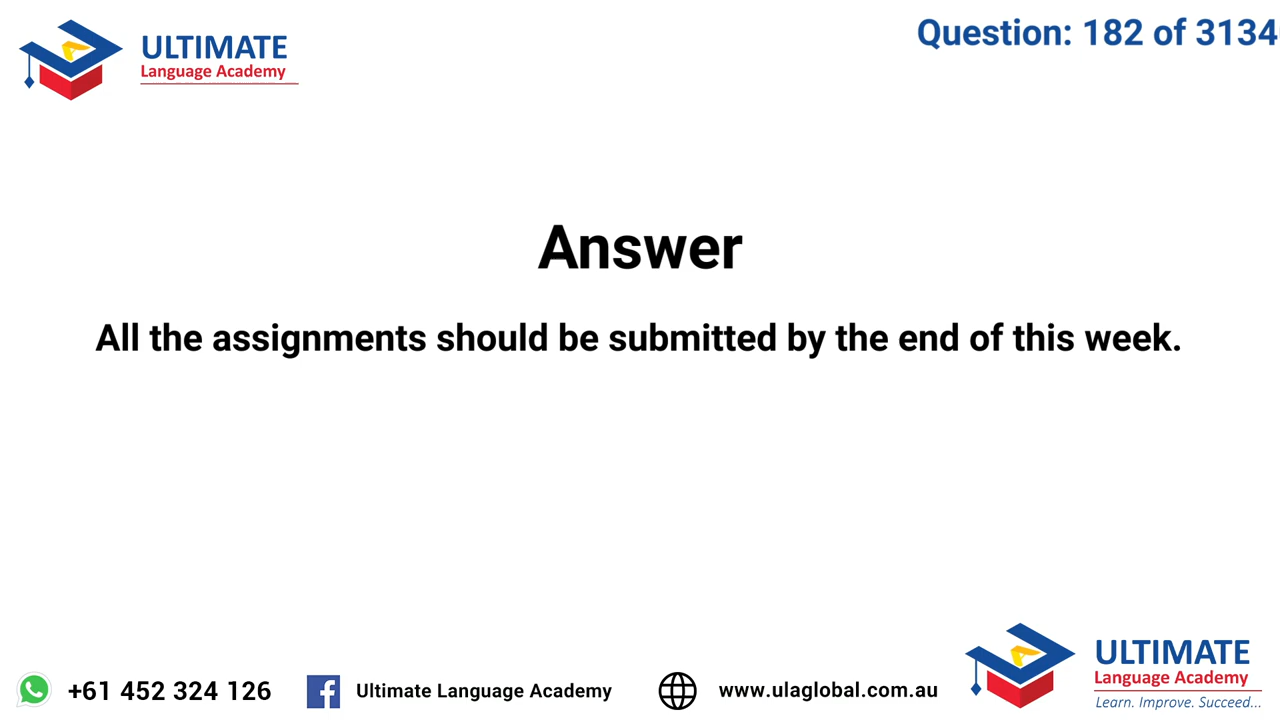 ULTIMATE
Language Academy
Question: 182 of 3134
Answer
All the assignments should be submitted by the end of this week.
+61 452 324 126
Ultimate Language Academy
www.ulaglobal.com.au
ULTIMATE
Language Academy
Learn. Improve. Succeed...